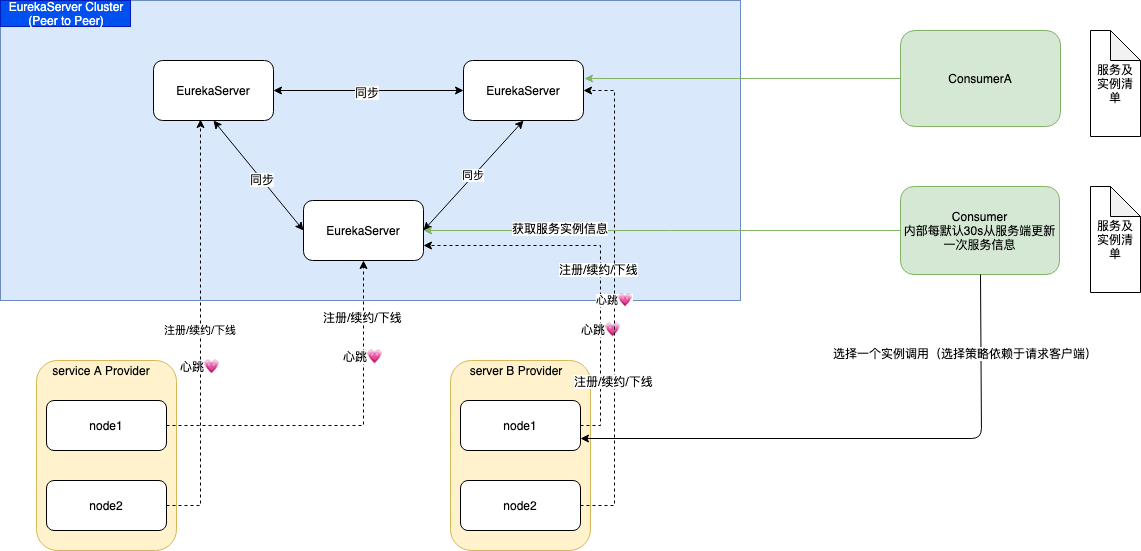 EurekaServer Cluster
(Peer to Peer)
EurekaServer
同步
EurekaServer
ConsumerA
服务及
实例清
单
同步
同步
EurekaServer
获取服务实例信息
Consumer
内部每默认30s从服务端更新
一次服务信息
服务及
实例清
单
注册/续约/下线
心跳💗
注册/续约/下线
注册/续约/下线
心跳💗
心跳💗
心跳💗
选择一个实例调用（选择策略依赖于请求客户端）
service A Provider
server B Provider
注册/续约/下线
node1
node1
node2
node2